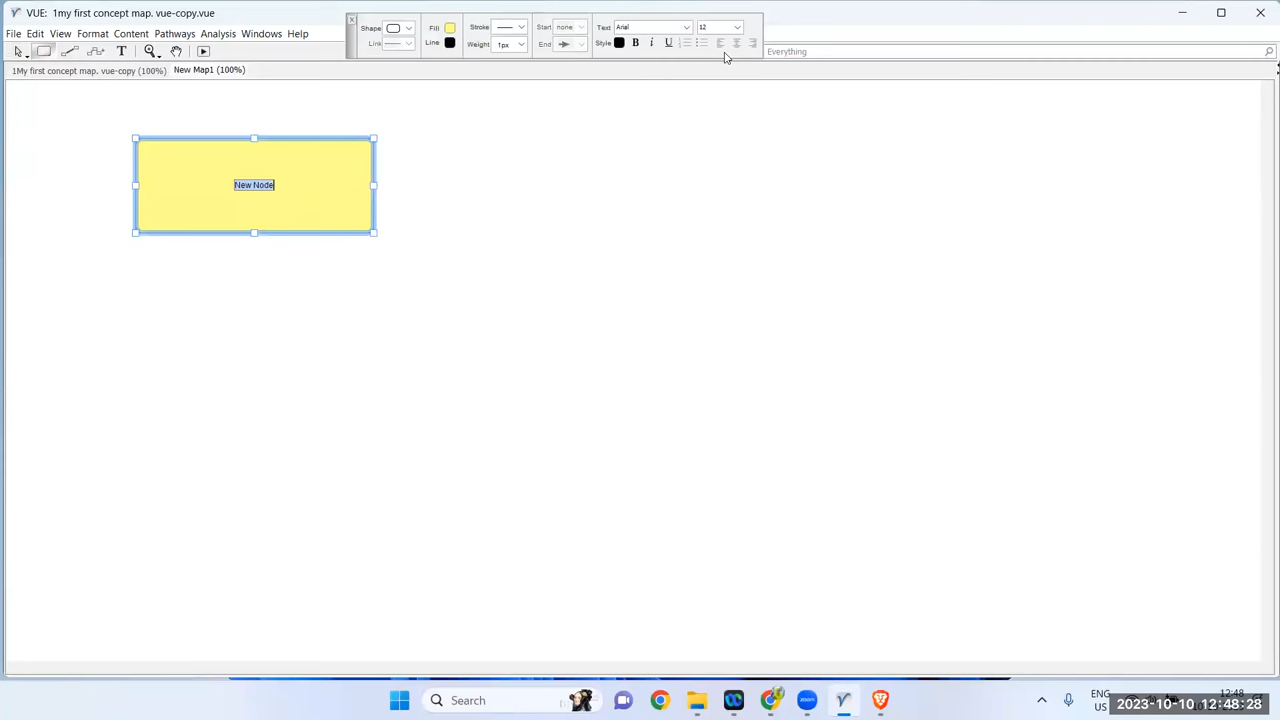 VUE: 1my first concept map. vue-copy.vue
File Edit View Format Content Pathways Analysis Windows Help
Shape
Link
Fill
Line
Stroke
Weight 1px
Start none
End
Text Arial 12
Style B i U
Everything
1My first concept map. vue-copy (100%) New Map1 (100%)
New Node
Search
ENG
US
12:48
2023-10-10 12:48:28